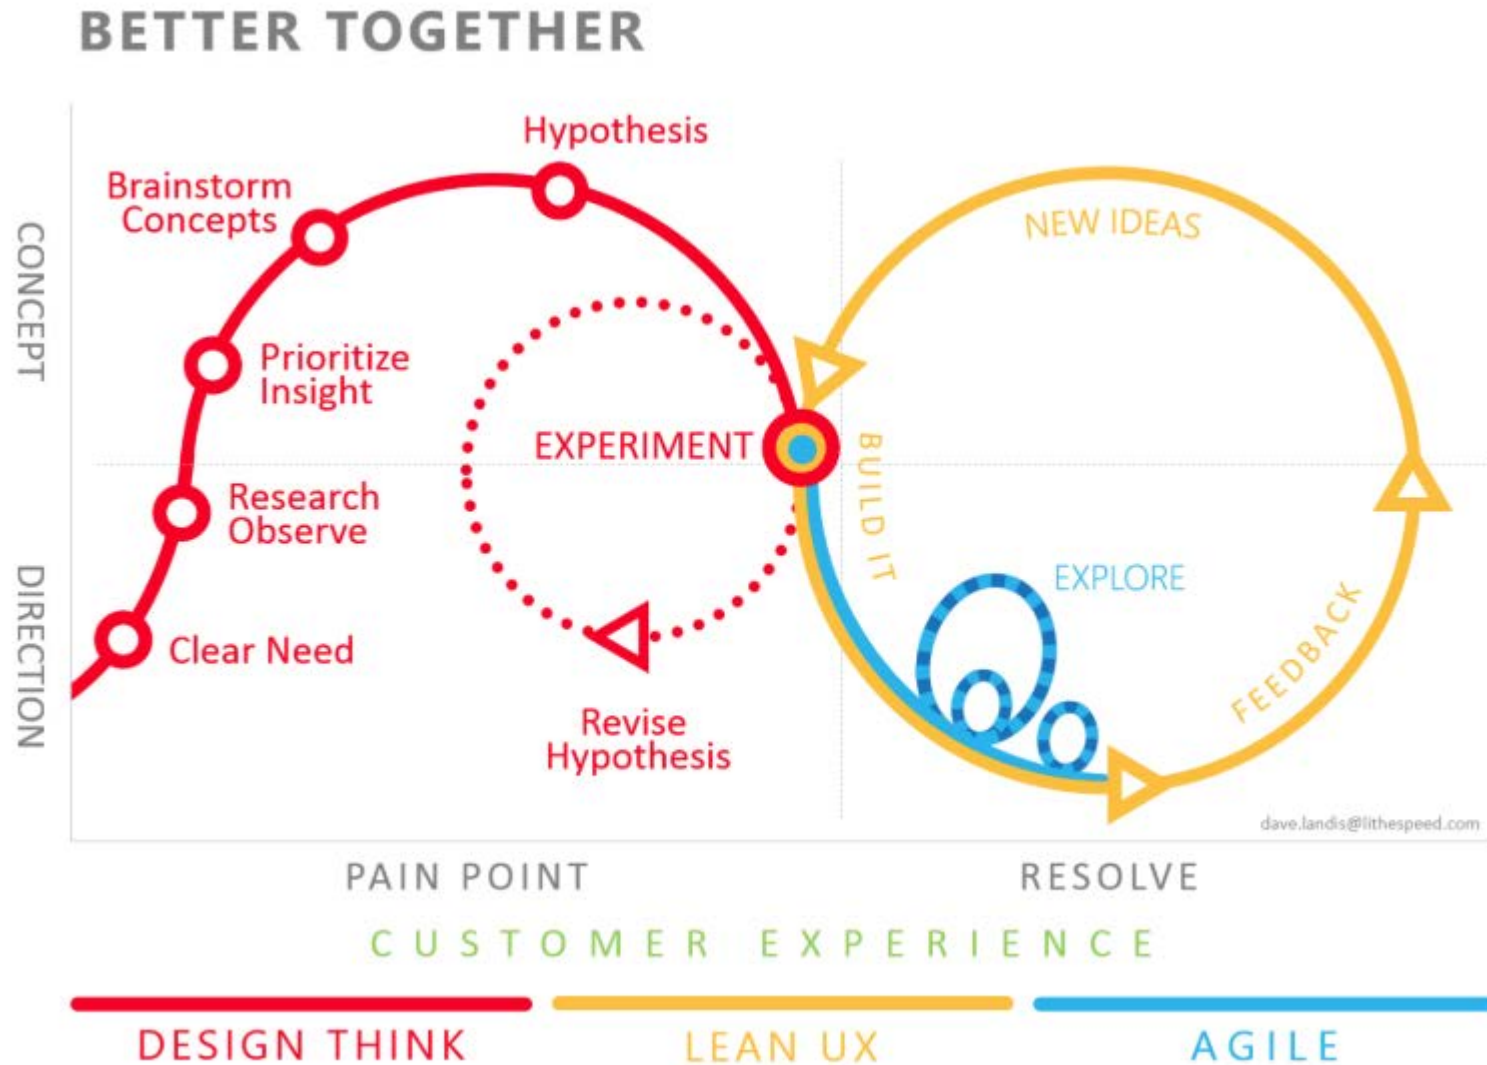 BETTER TOGETHER
Hypothesis
Brainstorm
Concepts
NEW IDEAS
CONCEPT
Prioritize
Insight
EXPERIMENT
BUILD IT
Research
Observe
EXPLORE
DIRECTION
Clear Need
FEEDBACK
Revise
Hypothesis
dave.landis@lithespeed.com
PAIN POINT
RESOLVE
CUSTOMER EXPERIENCE
DESIGN THINK
LEAN UX
AGILE